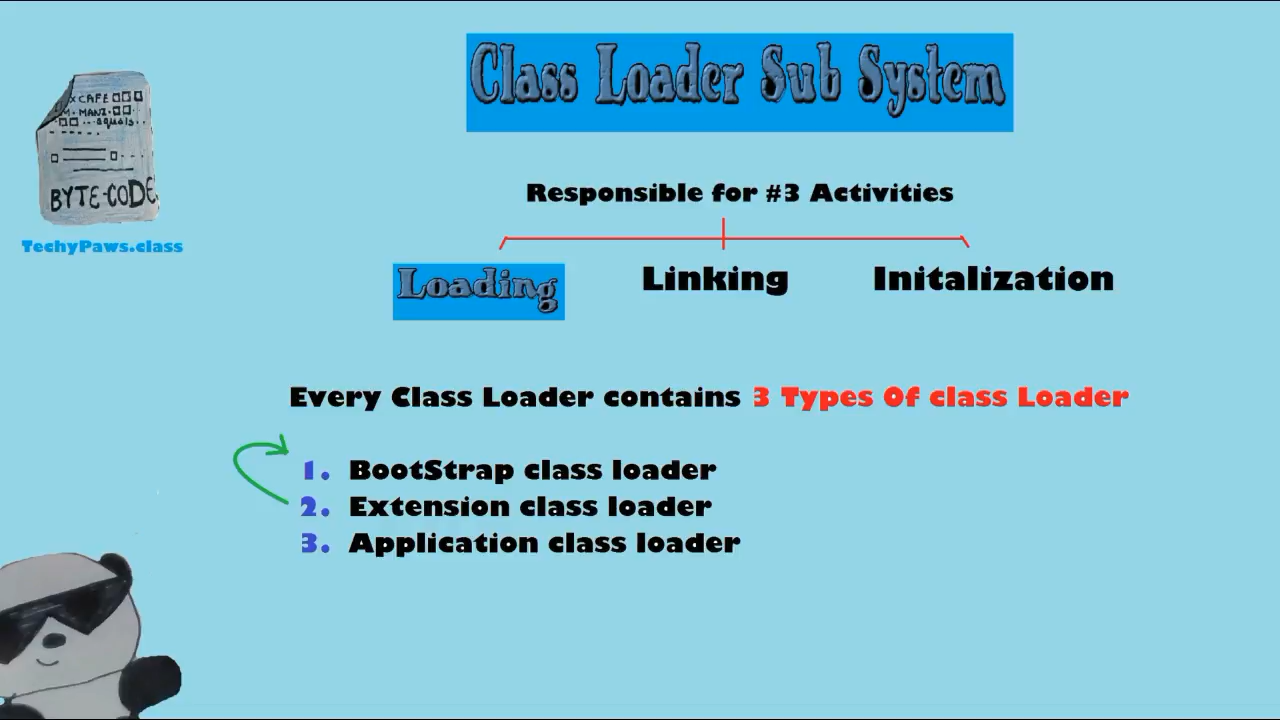 Class Loader Sub System
XCAFE
BYTE-CODE
TechyPaws.class
Responsible for #3 Activities
Loading
Linking
Initalization
Every Class Loader contains 3 Types Of class Loader
1. BootStrap class loader
2. Extension class loader
3. Application class loader